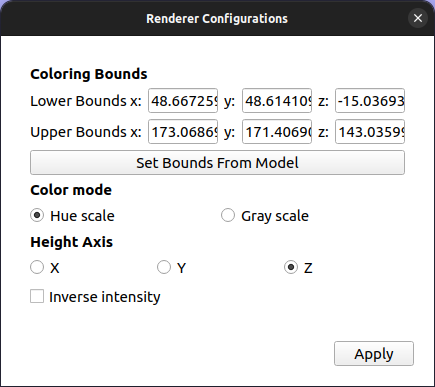 Renderer Configurations
Coloring Bounds
Lower Bounds x: 48.667259 y: 48.614109 z: -15.03693
Upper Bounds x: 173.06869 y: 171.40690 z: 143.03599
Set Bounds From Model
Color mode
Hue scale Gray scale
Height Axis
X Y Z
Inverse intensity
Apply